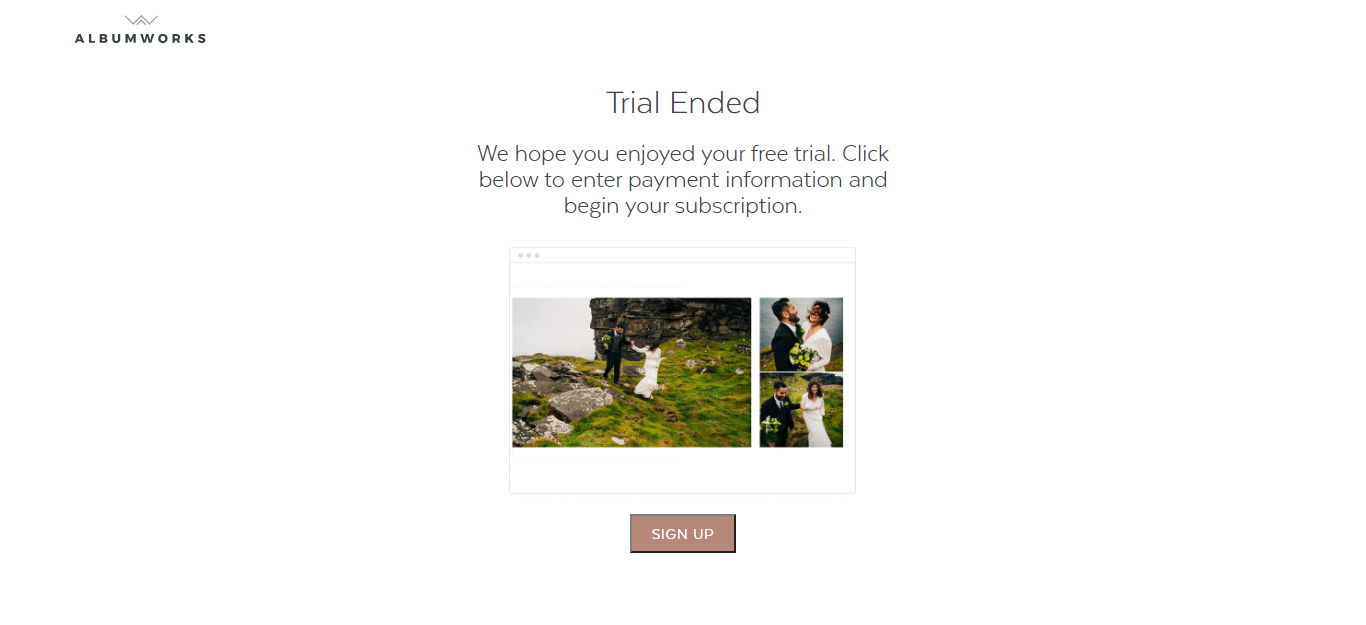 ALBUMWORKS
Trial Ended
We hope you enjoyed your free trial. Click
below to enter payment information and
begin your subscription.
SIGN UP